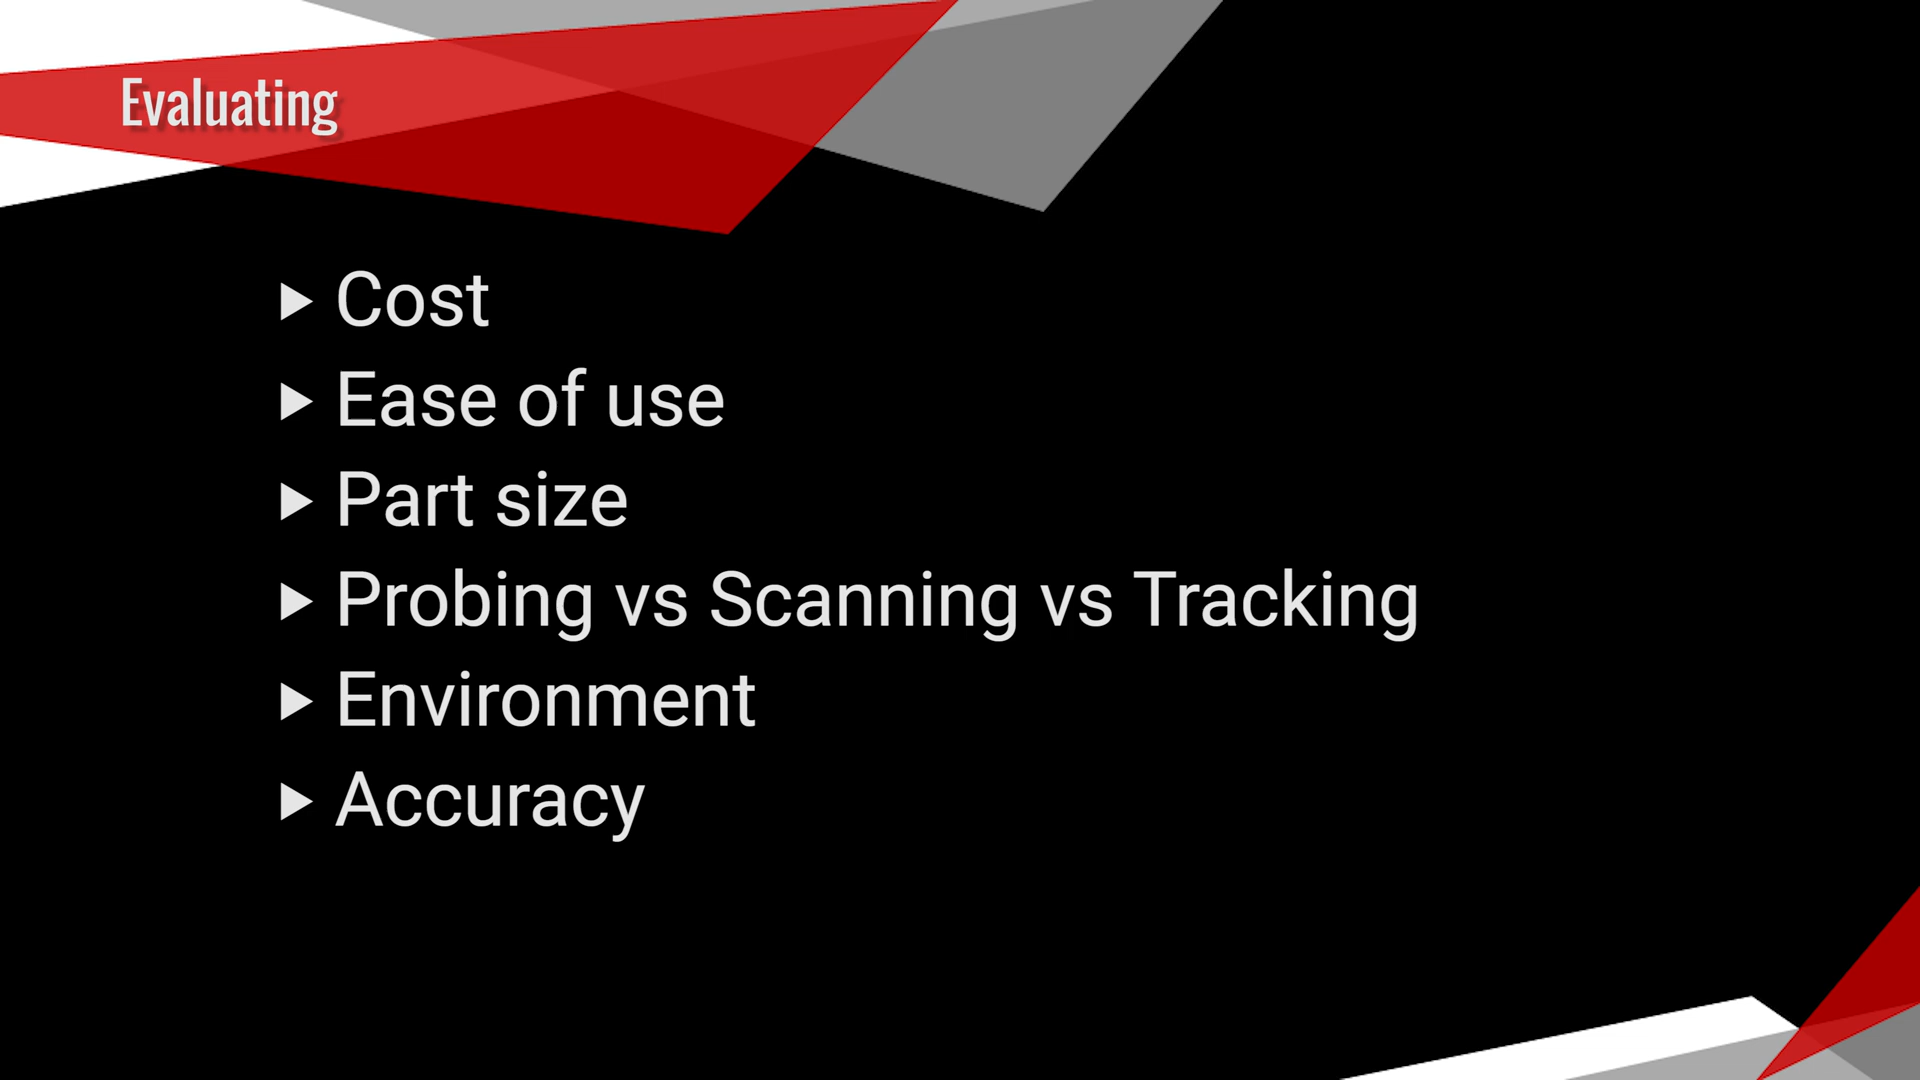 Evaluating
Cost
Ease of use
Part size
Probing vs Scanning vs Tracking
Environment
Accuracy